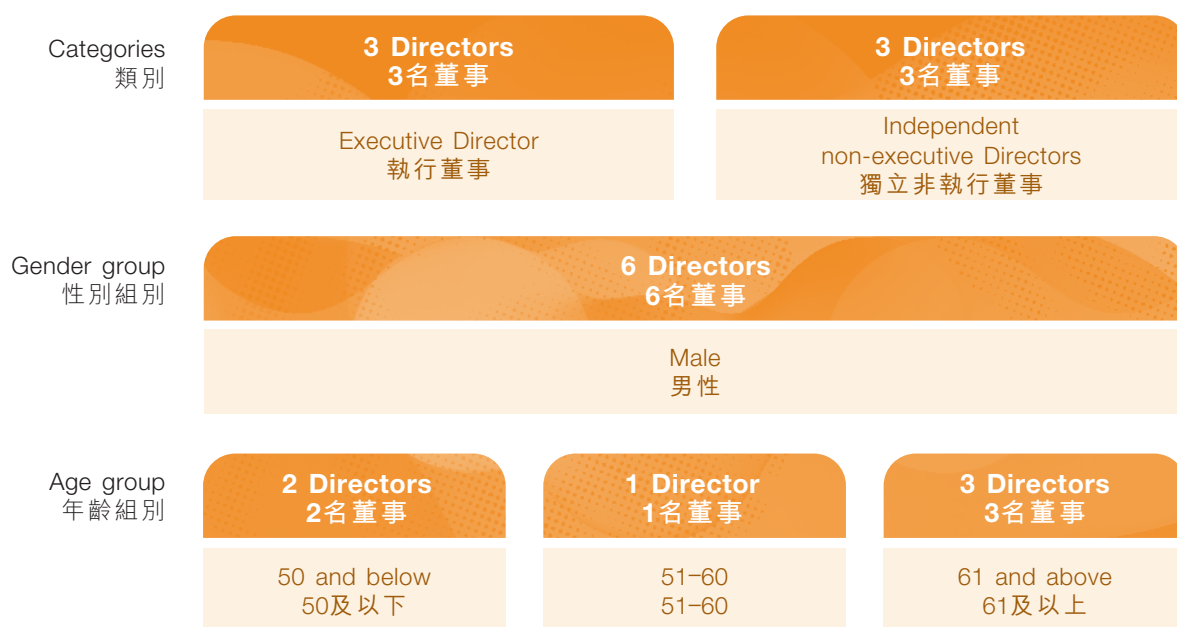 Categories
類別
3 Directors
3名董事
3 Directors
3名董事
Executive Director
執行董事
Independent
non-executive Directors
獨立非執行董事
Gender group
性別組別
6 Directors
6名董事
Male
男性
Age group
年齡組別
2 Directors
2名董事
1 Director
1名董事
3 Directors
3名董事
50 and below
50及以下
51–60
51–60
61 and above
61及以上